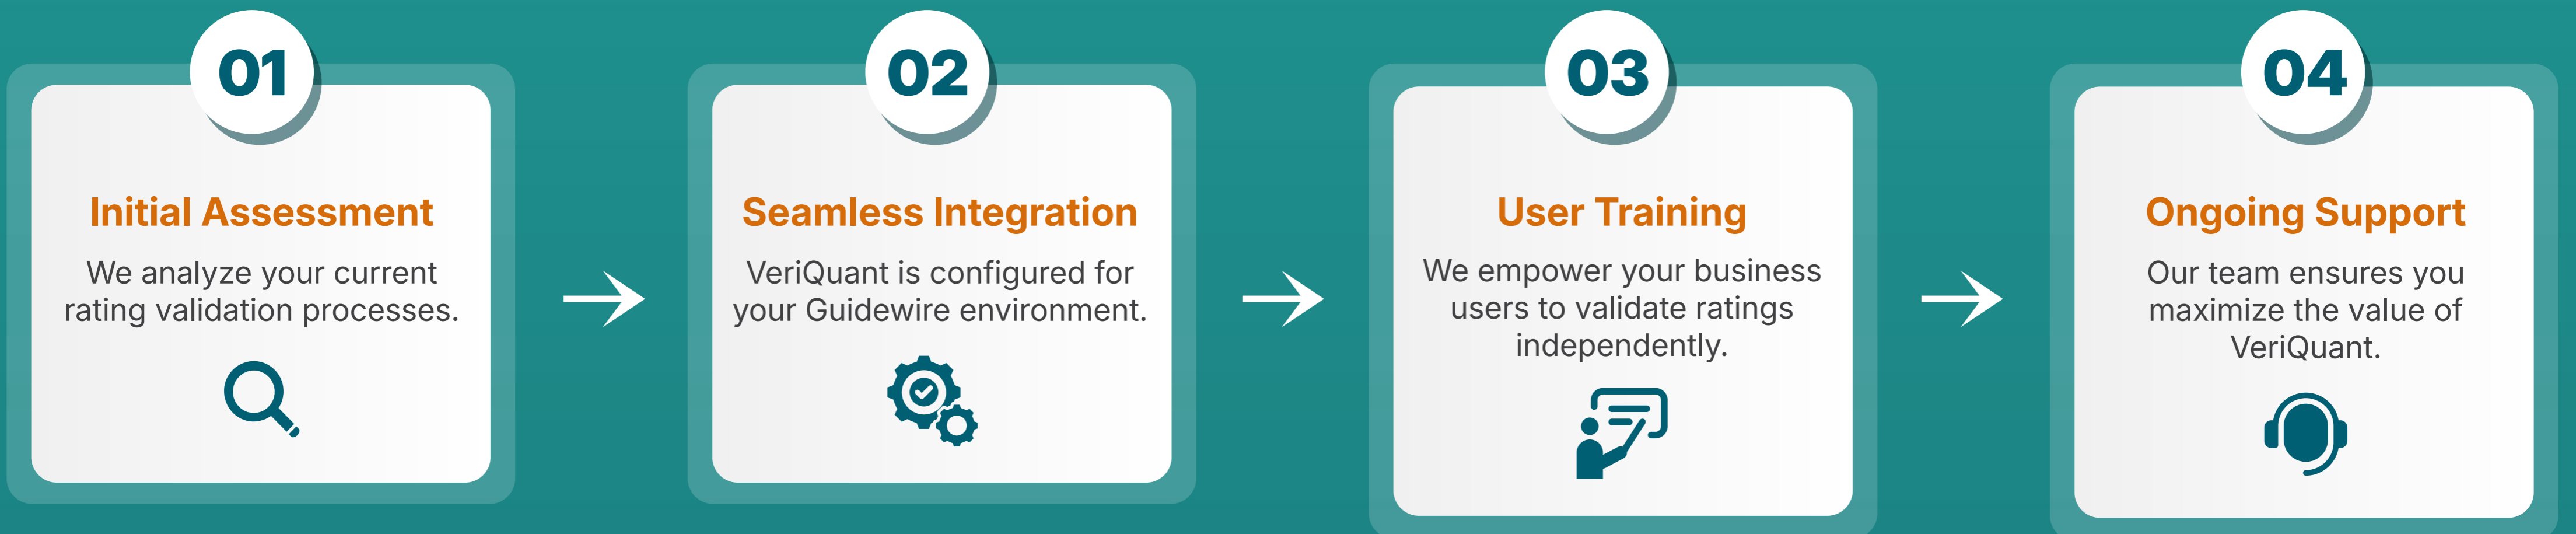 01
Initial Assessment
We analyze your current
rating validation processes.
02
Seamless Integration
VeriQuant is configured for
your Guidewire environment.
03
User Training
We empower your business
users to validate ratings
independently.
04
Ongoing Support
Our team ensures you
maximize the value of
VeriQuant.